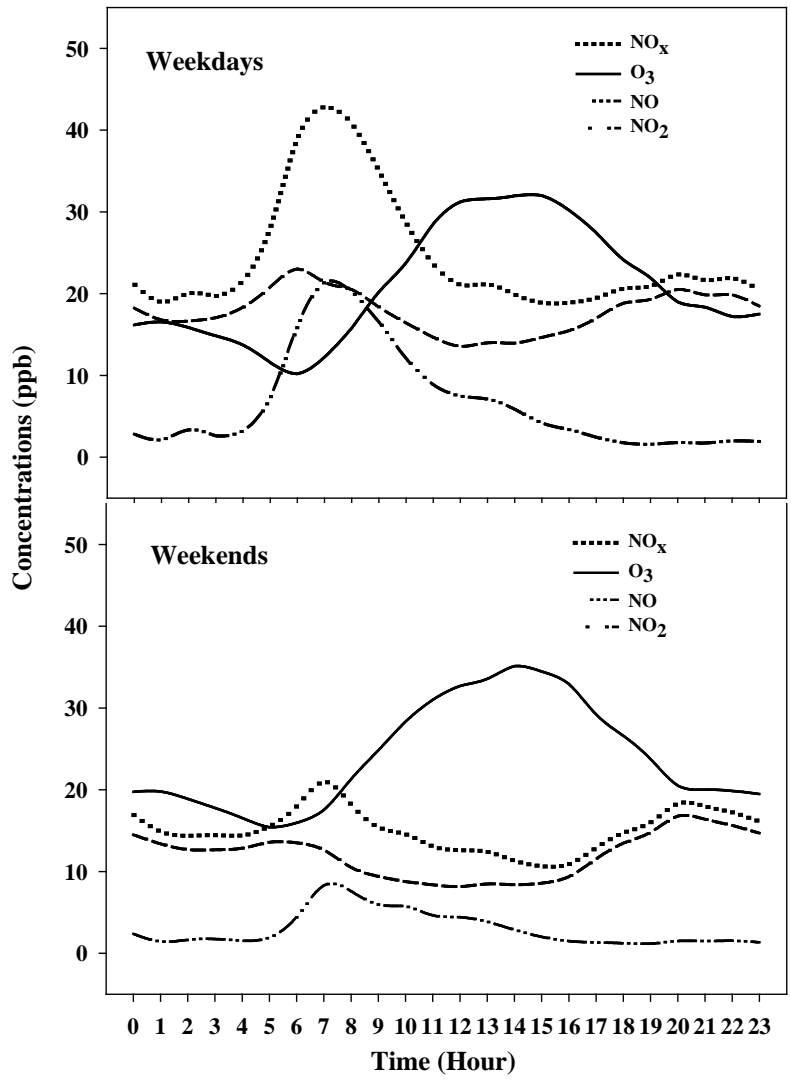 Weekdays
NOx
O3
NO
NO2
50
40
30
20
10
0
Concentrations (ppb)
Weekends
NOx
O3
NO
NO2
50
40
30
20
10
0
0 1 2 3 4 5 6 7 8 9 10 11 12 13 14 15 16 17 18 19 20 21 22 23
Time (Hour)